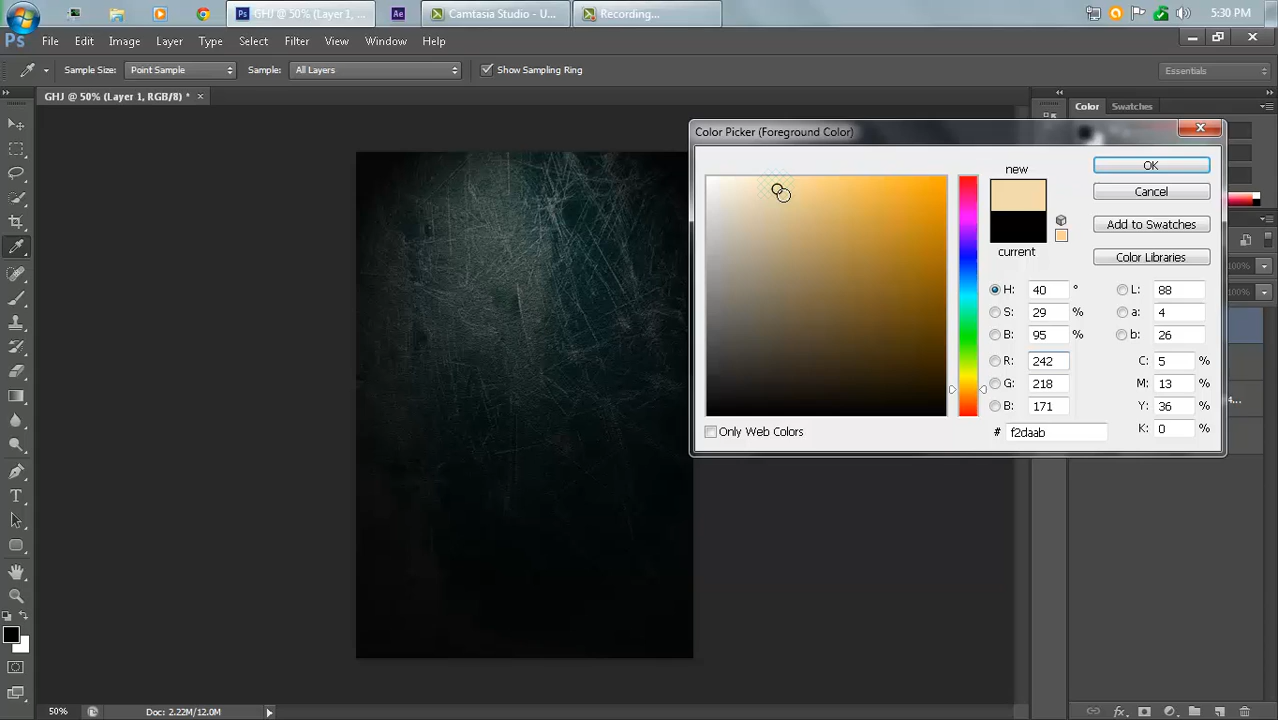 GHJ @ 50% (Layer 1, ...
Ae
Camtasia Studio - U...
Recording...
5:30 PM
Ps
File Edit Image Layer Type Select Filter View Window Help
Sample Size: Point Sample Sample: All Layers Show Sampling Ring Essentials
GHJ @ 50% (Layer 1, RGB/8) * ×
Color Swatches
Color Picker (Foreground Color)
new
current
OK
Cancel
Add to Swatches
Color Libraries
H: 40 ° L: 88
S: 29 % a: 4
B: 95 % b: 26
R: 242 C: 5 %
G: 218 M: 13 %
B: 171 Y: 36 %
Only Web Colors # f2daab K: 0 %
100%
100%
50% Doc: 2.22M/12.0M